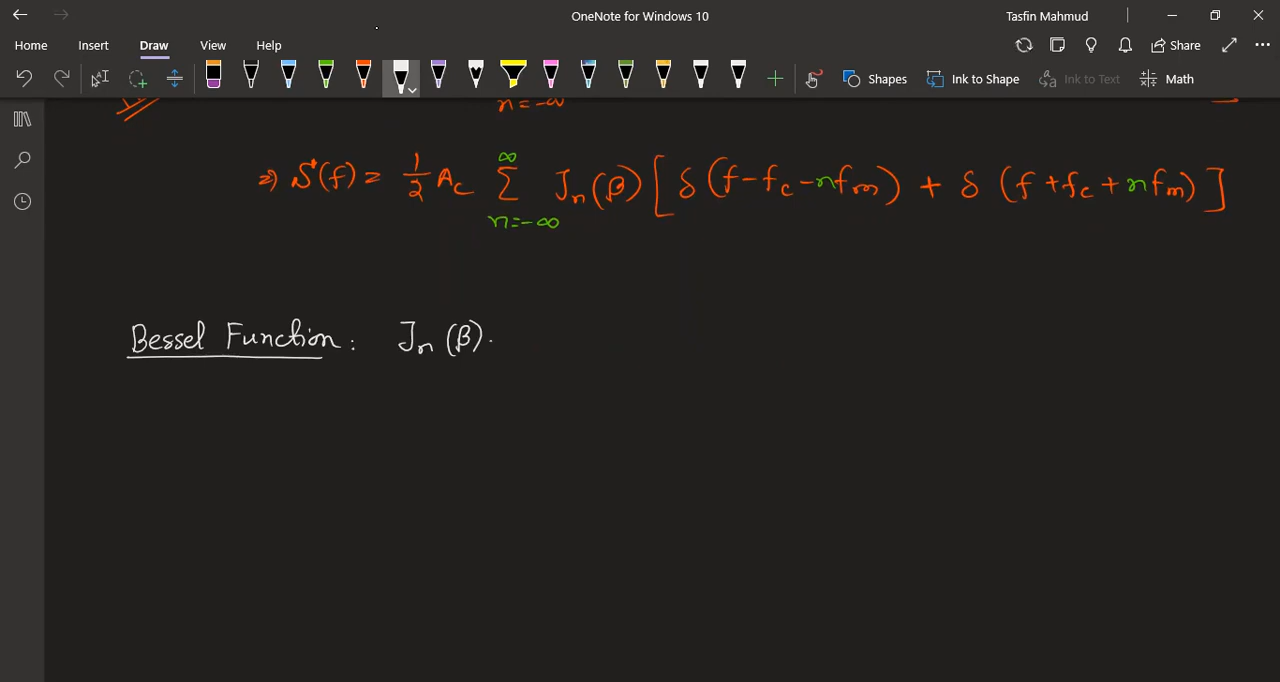 OneNote for Windows 10
Tasfin Mahmud
Home Insert Draw View Help
Share
Shapes Ink to Shape Ink to Text Math
n = -∞
⇒ S(f) = 1/2 A_c ∑_{n=-∞}^{∞} J_n(β) [δ (f - f_c - nf_m) + δ (f + f_c + nf_m)]
Bessel Function : J_n (β).